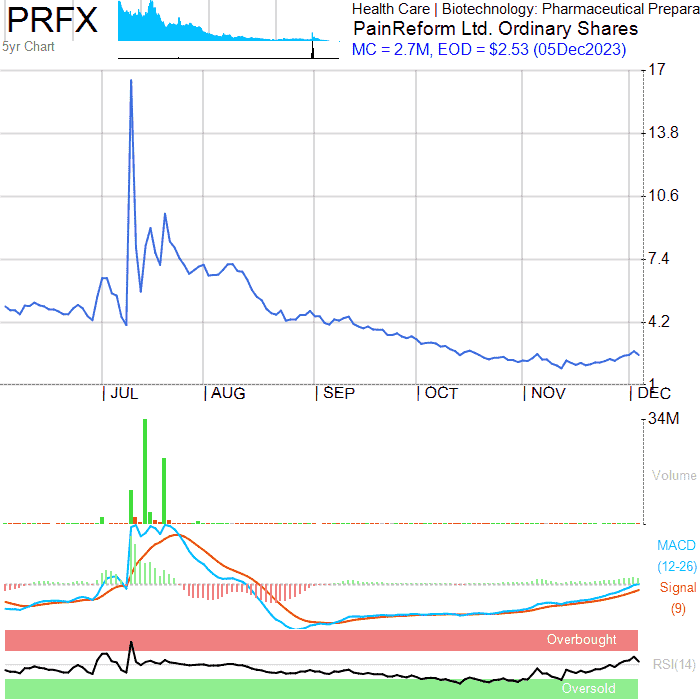 PRFX
5yr Chart
Health Care | Biotechnology: Pharmaceutical Prepara
PainReform Ltd. Ordinary Shares
MC = 2.7M, EOD = $2.53 (05Dec2023)
17
13.8
10.6
7.4
4.2
1
| JUL | AUG | SEP | OCT | NOV | DEC
34M
Volume
MACD
(12-26)
Signal
(9)
Overbought
RSI(14)
Oversold